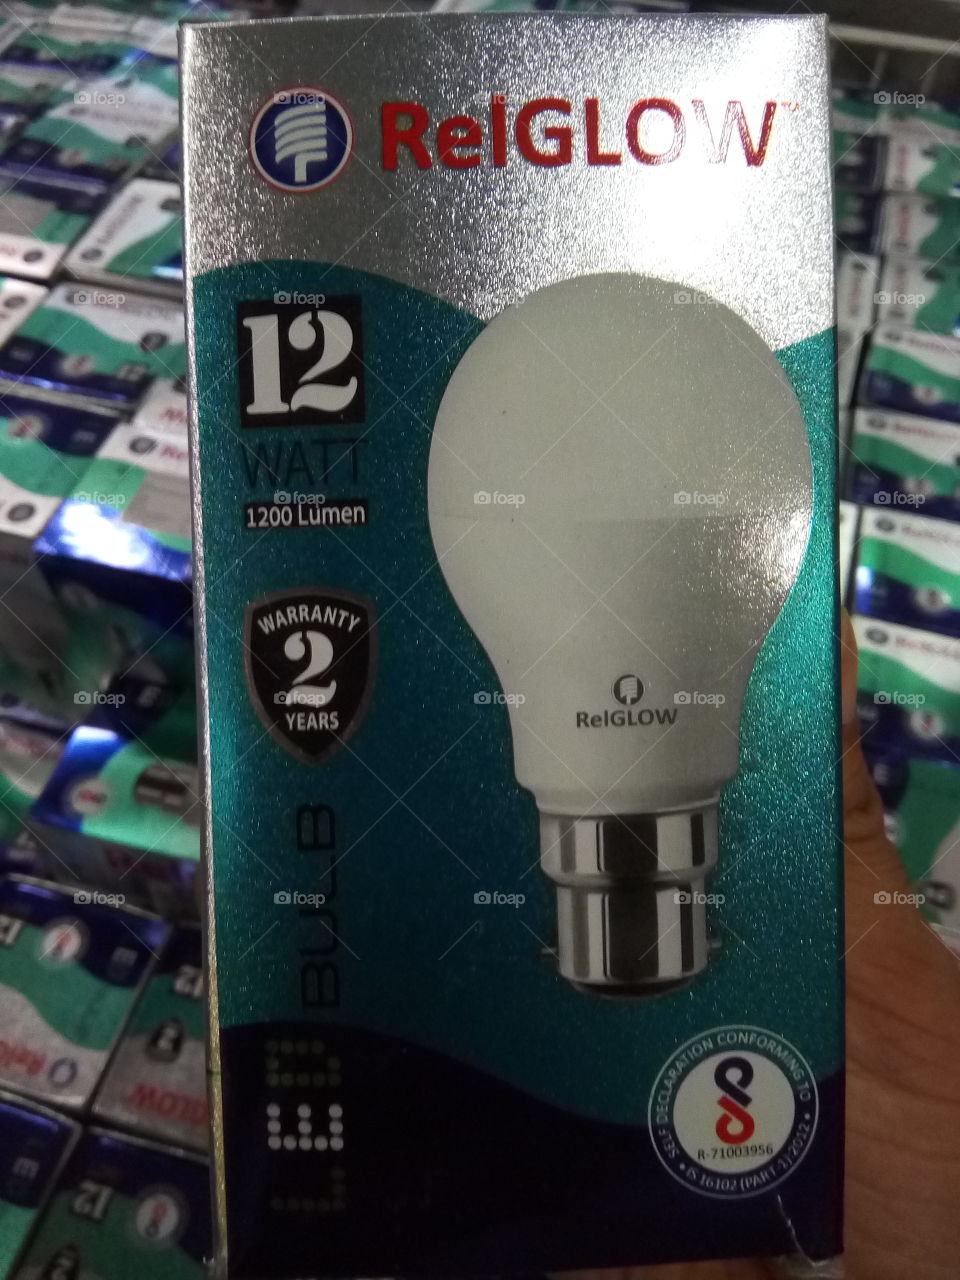 RelGLOW™
12
WATT
1200 Lumen
WARRANTY
2
YEARS
RelGLOW
LED BULB
SELF DECLARATION CONFORMING TO
R-71003956
• IS 16102 (PART-1):2012 •
foap